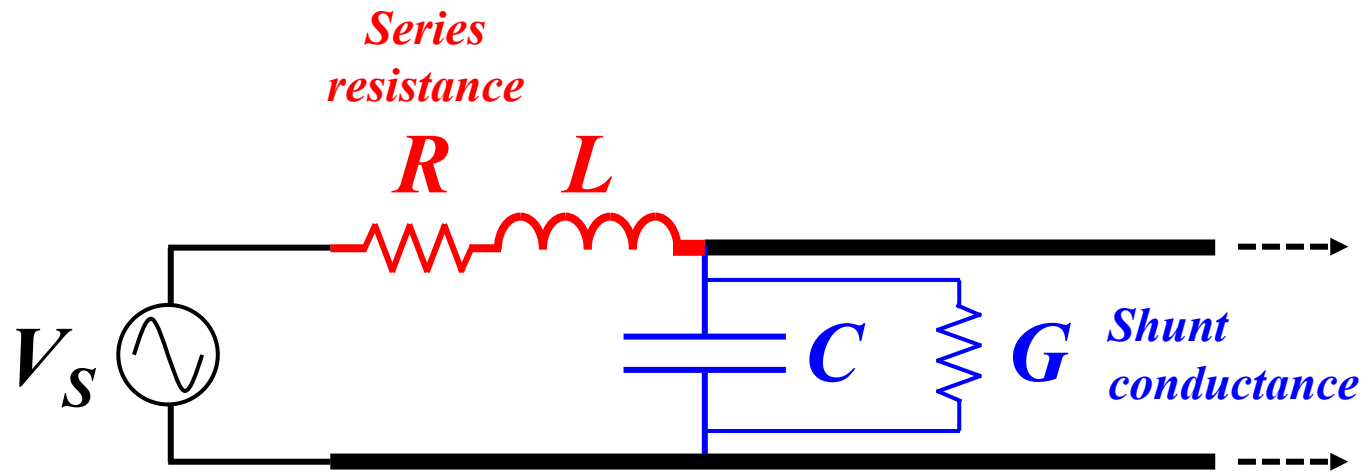 Series
resistance
R L
V_S
C G
Shunt
conductance